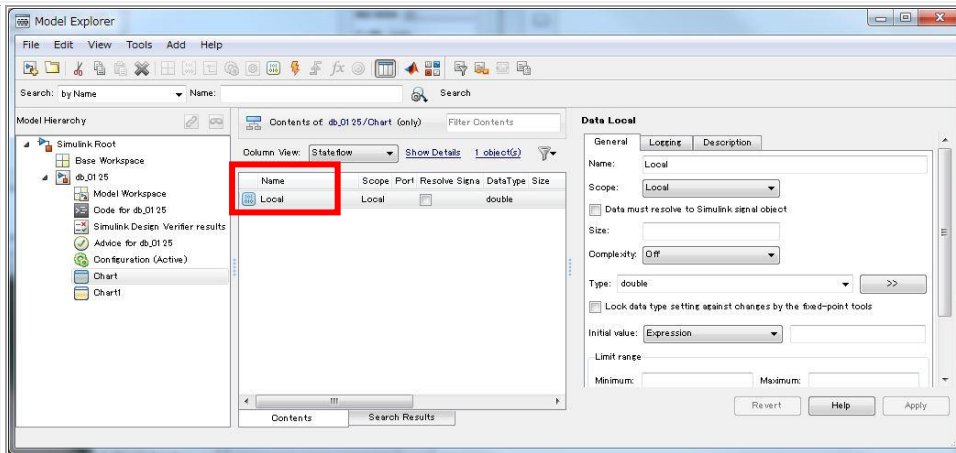 Model Explorer
File Edit View Tools Add Help
Search: by Name Name: Search
Model Hierarchy
Simulink Root
Base Workspace
db_0125
Model Workspace
Code for db_0125
Simulink Design Verifier results
Advice for db_0125
Configuration (Active)
Chart
Chart1
Contents of: db_0125/Chart (only) Filter Contents
Column View: Stateflow Show Details 1 object(s)
Name Scope Port Resolve Signa DataType Size
Local Local double
Contents Search Results
Data Local
General Logging Description
Name: Local
Scope: Local
Data must resolve to Simulink signal object
Size:
Complexity: Off
Type: double >>
Lock data type setting against changes by the fixed-point tools
Initial value: Expression
Limit range
Minimum: Maximum:
Revert Help Apply